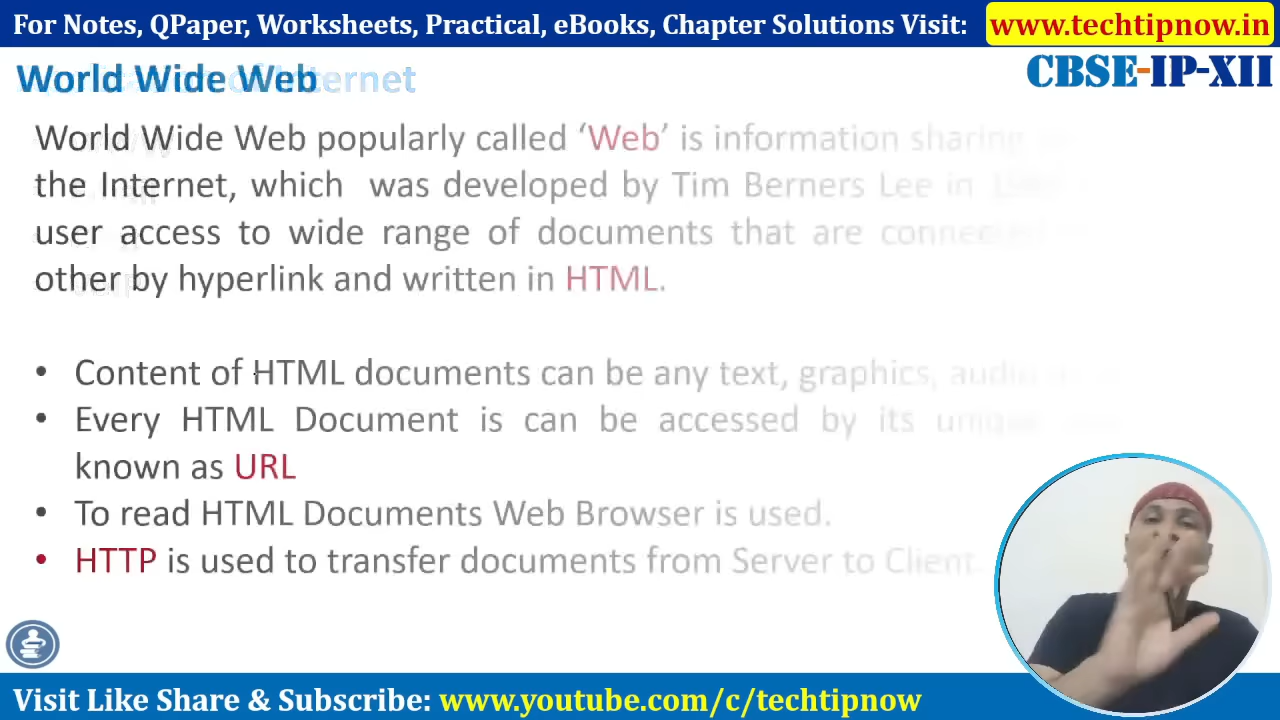 For Notes, QPaper, Worksheets, Practical, eBooks, Chapter Solutions Visit: www.techtipnow.in
World Wide Web
CBSE-IP-XII
World Wide Web popularly called ‘Web’ is information sharing
the Internet, which was developed by Tim Berners Lee in
user access to wide range of documents that are connected
other by hyperlink and written in HTML.
• Content of HTML documents can be any text, graphics, audio
• Every HTML Document is can be accessed by its unique
known as URL
• To read HTML Documents Web Browser is used.
• HTTP is used to transfer documents from Server to Client.
Visit Like Share & Subscribe: www.youtube.com/c/techtipnow